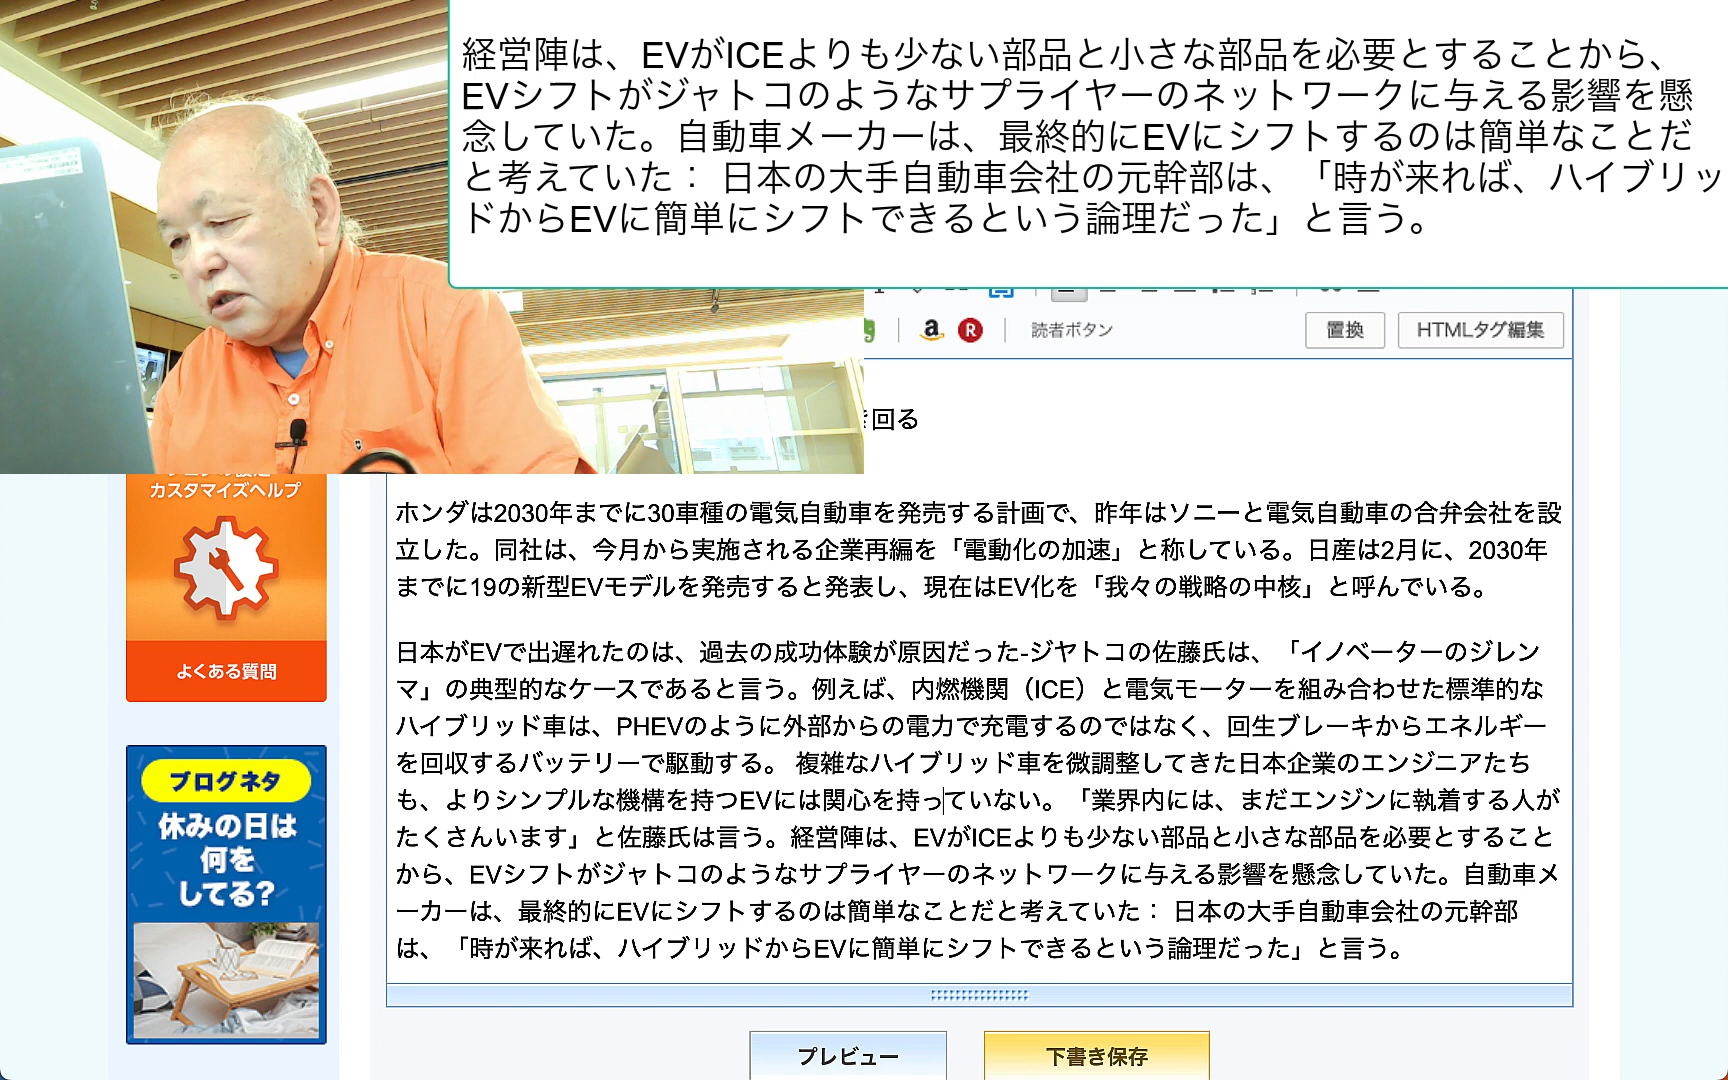 経営陣は、EVがICEよりも少ない部品と小さな部品を必要とすることから、
EVシフトがジャトコのようなサプライヤーのネットワークに与える影響を懸
念していた。自動車メーカーは、最終的にEVにシフトするのは簡単なことだ
と考えていた： 日本の大手自動車会社の元幹部は、「時が来れば、ハイブリッ
ドからEVに簡単にシフトできるという論理だった」と言う。
a R 読者ボタン 置換 HTMLタグ編集
回る
カスタマイズヘルプ
よくある質問
ブログネタ
休みの日は
何を
してる?
ホンダは2030年までに30車種の電気自動車を発売する計画で、昨年はソニーと電気自動車の合弁会社を設
立した。同社は、今月から実施される企業再編を「電動化の加速」と称している。日産は2月に、2030年
までに19の新型EVモデルを発売すると発表し、現在はEV化を「我々の戦略の中核」と呼んでいる。
日本がEVで出遅れたのは、過去の成功体験が原因だった-ジヤトコの佐藤氏は、「イノベーターのジレン
マ」の典型的なケースであると言う。例えば、内燃機関（ICE）と電気モーターを組み合わせた標準的な
ハイブリッド車は、PHEVのように外部からの電力で充電するのではなく、回生ブレーキからエネルギー
を回収するバッテリーで駆動する。 複雑なハイブリッド車を微調整してきた日本企業のエンジニアたち
も、よりシンプルな機構を持つEVには関心を持っていない。「業界内には、まだエンジンに執着する人が
たくさんいます」と佐藤氏は言う。経営陣は、EVがICEよりも少ない部品と小さな部品を必要とすること
から、EVシフトがジャトコのようなサプライヤーのネットワークに与える影響を懸念していた。自動車メ
ーカーは、最終的にEVにシフトするのは簡単なことだと考えていた： 日本の大手自動車会社の元幹部
は、「時が来れば、ハイブリッドからEVに簡単にシフトできるという論理だった」と言う。
プレビュー
下書き保存